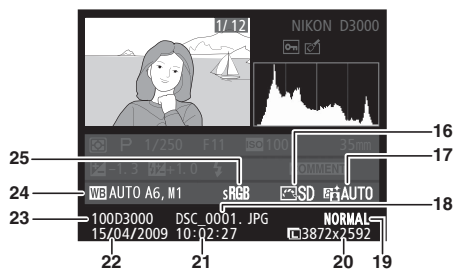 1/12 NIKON D3000
P 1/250 F11 ISO 100 35mm
-1.3 +1.0 COMMENT
WB AUTO A6, M1 sRGB SD AUTO
100D3000 DSC_0001. JPG NORMAL
15/04/2009 10:02:27 L 3872x2592
16
17
18
19
20
21
22
23
24
25